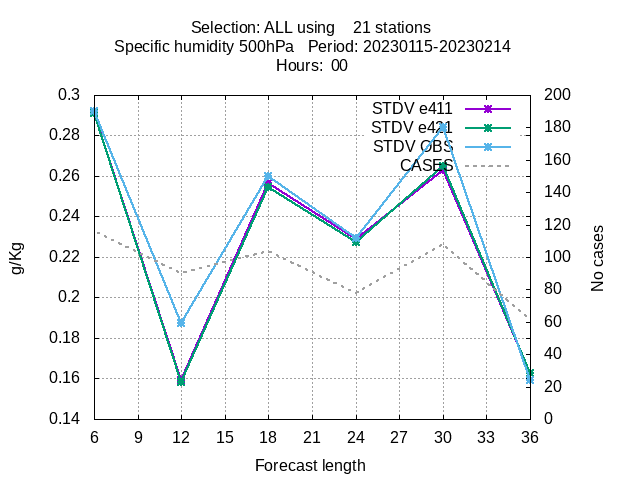 Selection: ALL using    21 stations
Specific humidity 500hPa   Period: 20230115-20230214
Hours:  00
STDV e411
STDV e421
STDV OBS
CASES
0.3
0.28
0.26
0.24
0.22
0.2
0.18
0.16
0.14
200
180
160
140
120
100
80
60
40
20
0
g/Kg
No cases
6 9 12 15 18 21 24 27 30 33 36
Forecast length